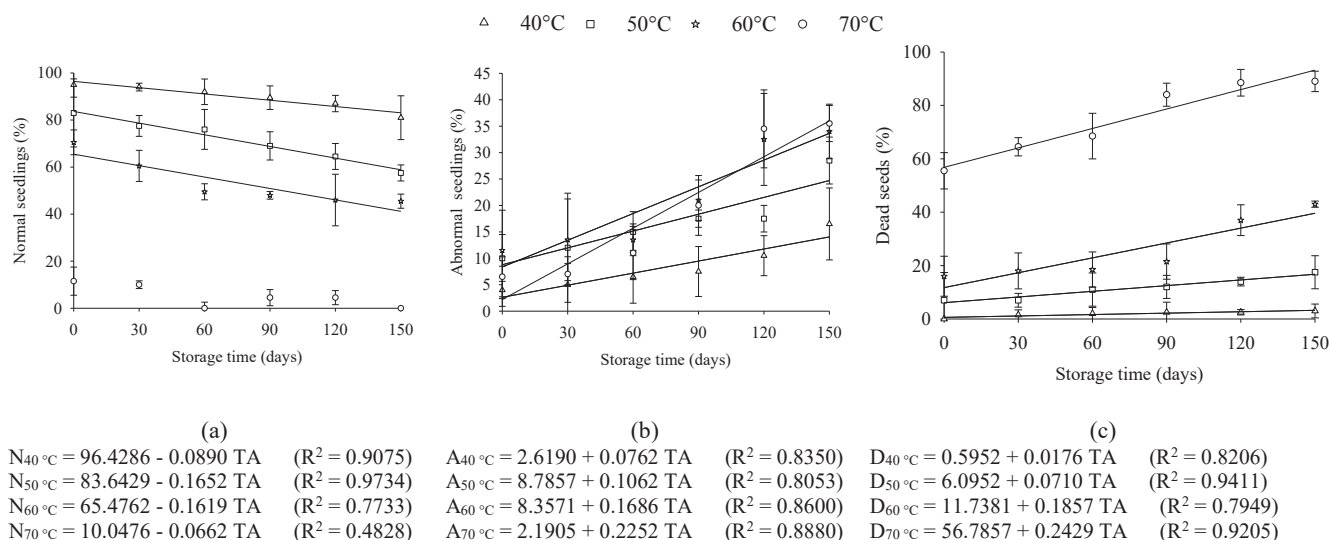 △ 40°C □ 50°C ☆ 60°C ○ 70°C
Normal seedlings (%)
100
80
60
40
20
0
0 30 60 90 120 150
Storage time (days)
Abnormal seedlings (%)
45
40
35
30
25
20
15
10
5
0
0 30 60 90 120 150
Storage time (days)
Dead seeds (%)
100
80
60
40
20
0
0 30 60 90 120 150
Storage time (days)
(a) (b) (c)
N40 °C = 96.4286 - 0.0890 TA (R² = 0.9075) A40 °C = 2.6190 + 0.0762 TA (R² = 0.8350) D40 °C = 0.5952 + 0.0176 TA (R² = 0.8206)
N50 °C = 83.6429 - 0.1652 TA (R² = 0.9734) A50 °C = 8.7857 + 0.1062 TA (R² = 0.8053) D50 °C = 6.0952 + 0.0710 TA (R² = 0.9411)
N60 °C = 65.4762 - 0.1619 TA (R² = 0.7733) A60 °C = 8.3571 + 0.1686 TA (R² = 0.8600) D60 °C = 11.7381 + 0.1857 TA (R² = 0.7949)
N70 °C = 10.0476 - 0.0662 TA (R² = 0.4828) A70 °C = 2.1905 + 0.2252 TA (R² = 0.8880) D70 °C = 56.7857 + 0.2429 TA (R² = 0.9205)